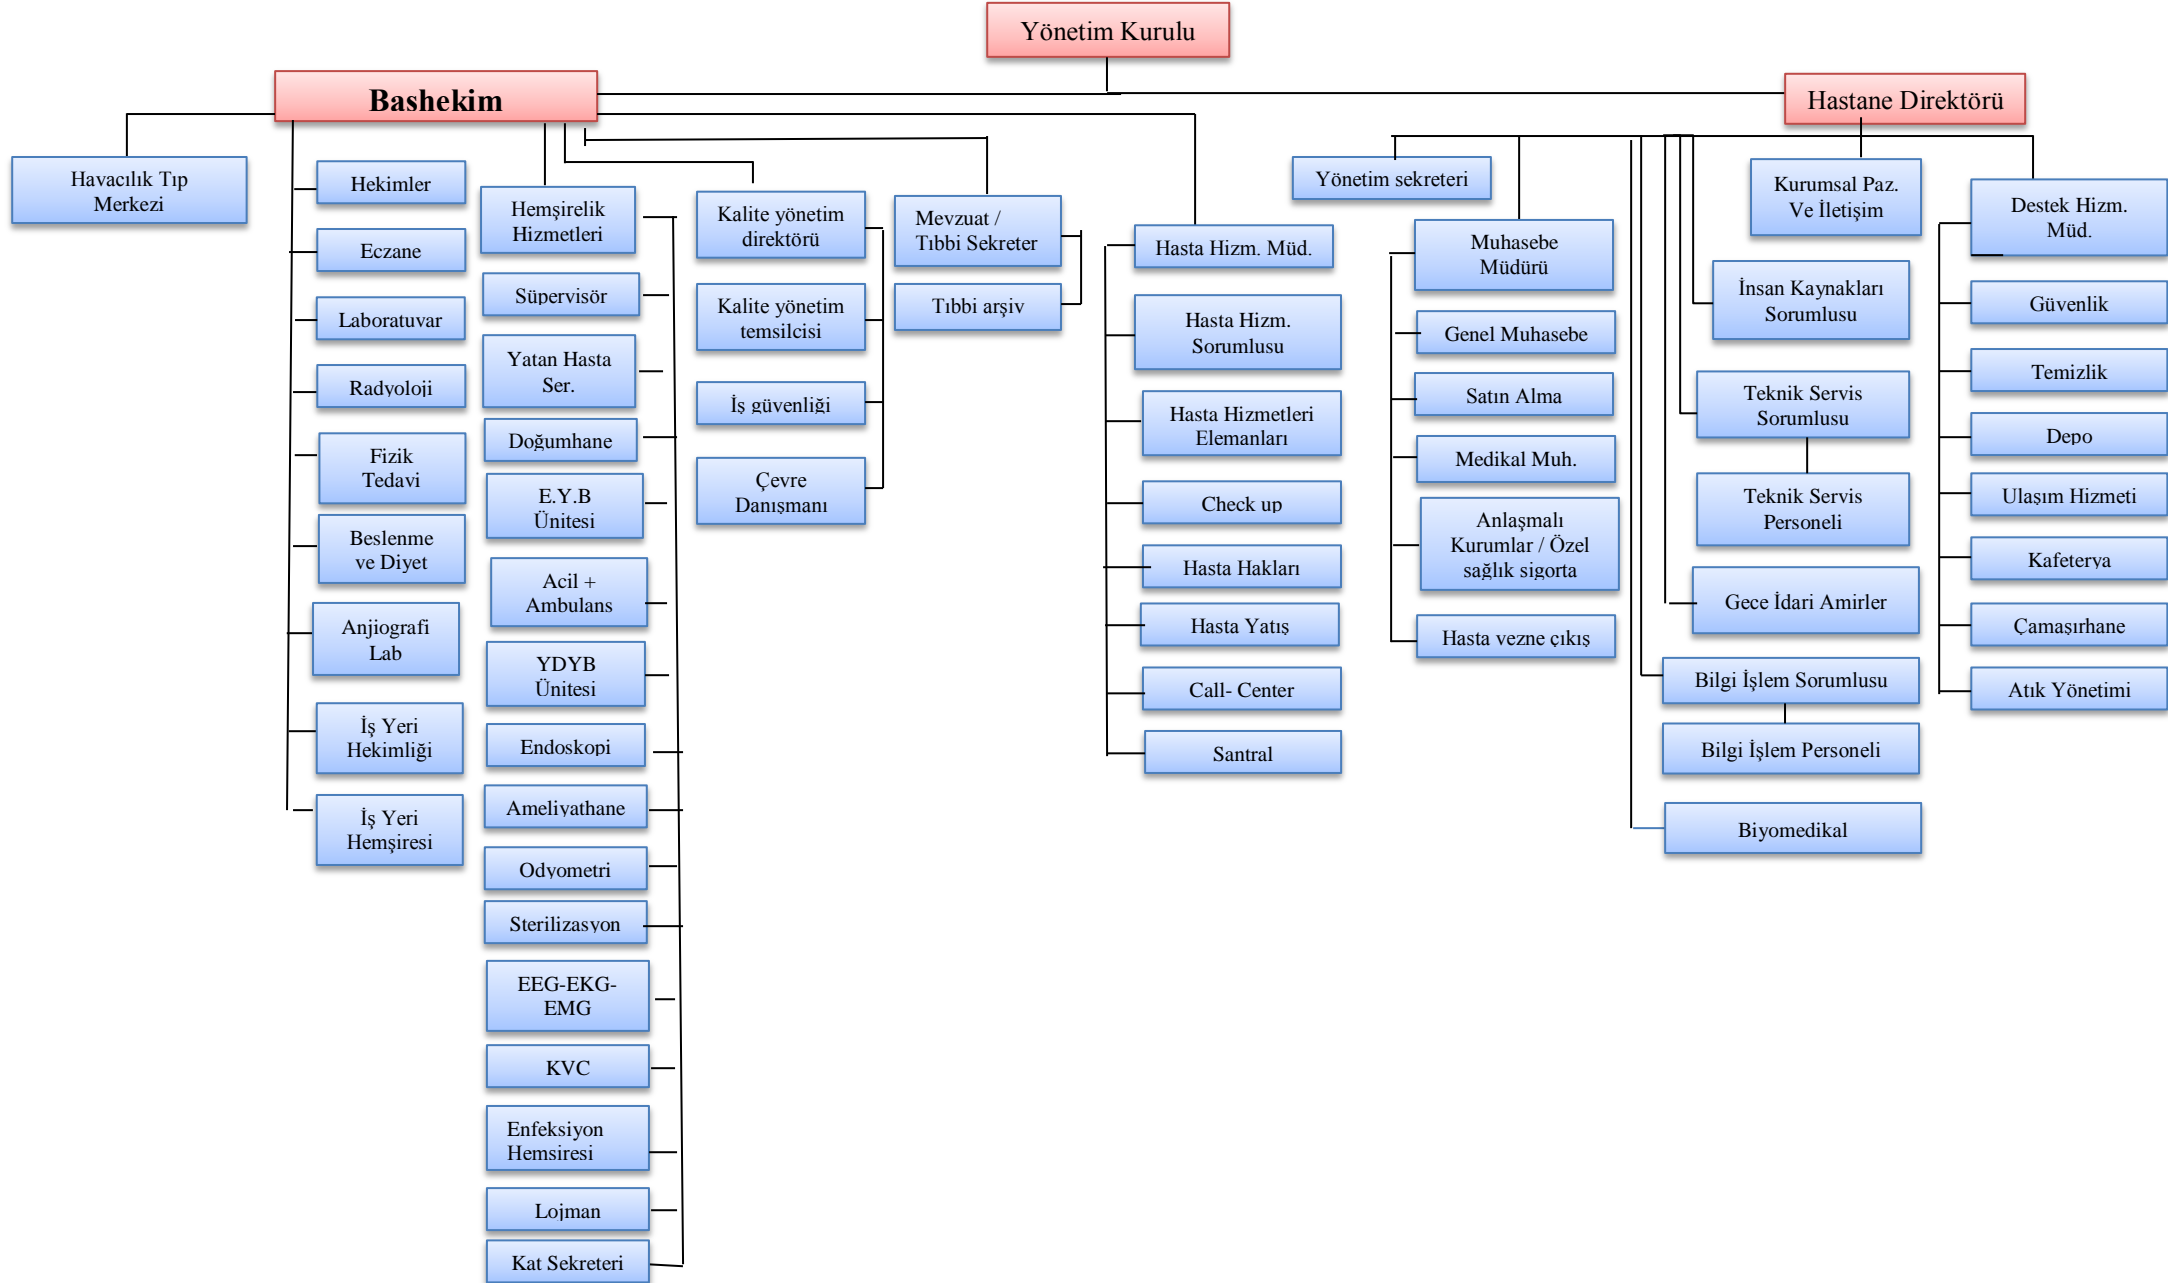 Yönetim Kurulu
Bashekim
Hastane Direktörü
Havacılık Tıp
Merkezi
Hekimler
Eczane
Laboratuvar
Radyoloji
Fizik
Tedavi
Beslenme
ve Diyet
Anjiografi
Lab
İş Yeri
Hekimliği
İş Yeri
Hemşiresi
Hemşirelik
Hizmetleri
Süpervisör
Yatan Hasta
Ser.
Doğumhane
E.Y.B
Ünitesi
Acil +
Ambulans
YDYB
Ünitesi
Endoskopi
Ameliyathane
Odyometri
Sterilizasyon
EEG-EKG-
EMG
KVC
Enfeksiyon
Hemsiresi
Lojman
Kat Sekreteri
Kalite yönetim
direktörü
Kalite yönetim
temsilcisi
İş güvenliği
Çevre
Danışmanı
Mevzuat /
Tıbbi Sekreter
Tıbbi arşiv
Hasta Hizm. Müd.
Hasta Hizm.
Sorumlusu
Hasta Hizmetleri
Elemanları
Check up
Hasta Hakları
Hasta Yatış
Call- Center
Santral
Yönetim sekreteri
Muhasebe
Müdürü
Genel Muhasebe
Satın Alma
Medikal Muh.
Anlaşmalı
Kurumlar / Özel
sağlık sigorta
Hasta vezne çıkış
Kurumsal Paz.
Ve İletişim
İnsan Kaynakları
Sorumlusu
Teknik Servis
Sorumlusu
Teknik Servis
Personeli
Gece İdari Amirler
Bilgi İşlem Sorumlusu
Bilgi İşlem Personeli
Biyomedikal
Destek Hizm.
Müd.
Güvenlik
Temizlik
Depo
Ulaşım Hizmeti
Kafeterya
Çamaşırhane
Atık Yönetimi